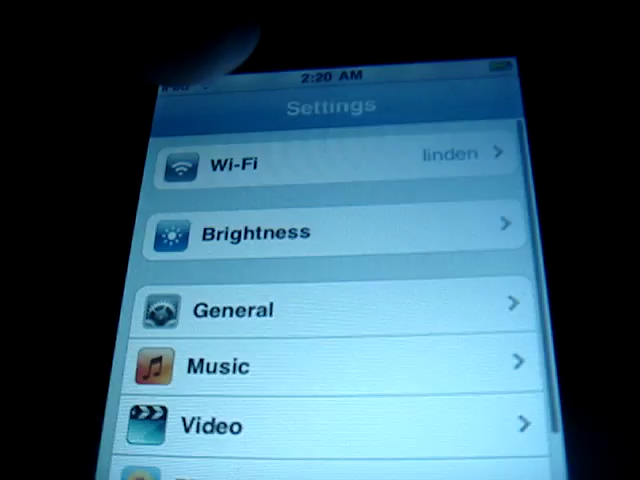 2:20 AM
Settings
Wi-Fi linden
Brightness
General
Music
Video